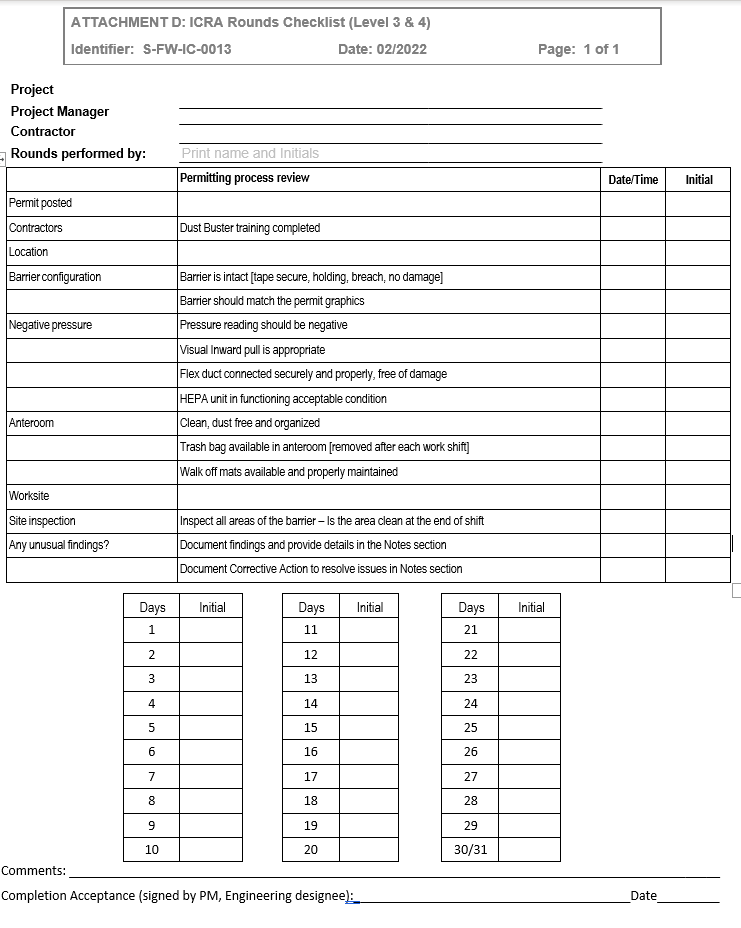 ATTACHMENT D: ICRA Rounds Checklist (Level 3 & 4)
Identifier: S-FW-IC-0013 Date: 02/2022 Page: 1 of 1
Project
Project Manager
Contractor
Rounds performed by: Print name and Initials
Permitting process review Date/Time Initial
Permit posted
Contractors Dust Buster training completed
Location
Barrier configuration Barrier is intact [tape secure, holding, breach, no damage]
Barrier should match the permit graphics
Negative pressure Pressure reading should be negative
Visual Inward pull is appropriate
Flex duct connected securely and properly, free of damage
HEPA unit in functioning acceptable condition
Anteroom Clean, dust free and organized
Trash bag available in anteroom [removed after each work shift]
Walk off mats available and properly maintained
Worksite
Site inspection Inspect all areas of the barrier – Is the area clean at the end of shift
Any unusual findings? Document findings and provide details in the Notes section
Document Corrective Action to resolve issues in Notes section
Days Initial Days Initial Days Initial
1 11 21
2 12 22
3 13 23
4 14 24
5 15 25
6 16 26
7 17 27
8 18 28
9 19 29
10 20 30/31
Comments:
Completion Acceptance (signed by PM, Engineering designee): Date